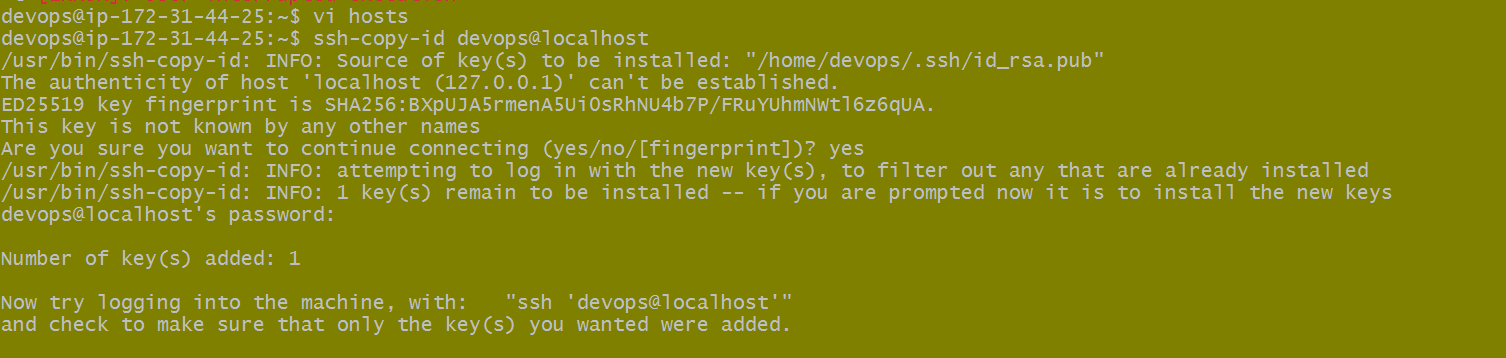 devops@ip-172-31-44-25:~$ vi hosts
devops@ip-172-31-44-25:~$ ssh-copy-id devops@localhost
/usr/bin/ssh-copy-id: INFO: Source of key(s) to be installed: "/home/devops/.ssh/id_rsa.pub"
The authenticity of host 'localhost (127.0.0.1)' can't be established.
ED25519 key fingerprint is SHA256:BXpUJA5rmenA5UiOsRhNU4b7P/FRuYUhmNWtl6z6qUA.
This key is not known by any other names
Are you sure you want to continue connecting (yes/no/[fingerprint])? yes
/usr/bin/ssh-copy-id: INFO: attempting to log in with the new key(s), to filter out any that are already installed
/usr/bin/ssh-copy-id: INFO: 1 key(s) remain to be installed -- if you are prompted now it is to install the new keys
devops@localhost's password:
Number of key(s) added: 1
Now try logging into the machine, with:   "ssh 'devops@localhost'"
and check to make sure that only the key(s) you wanted were added.